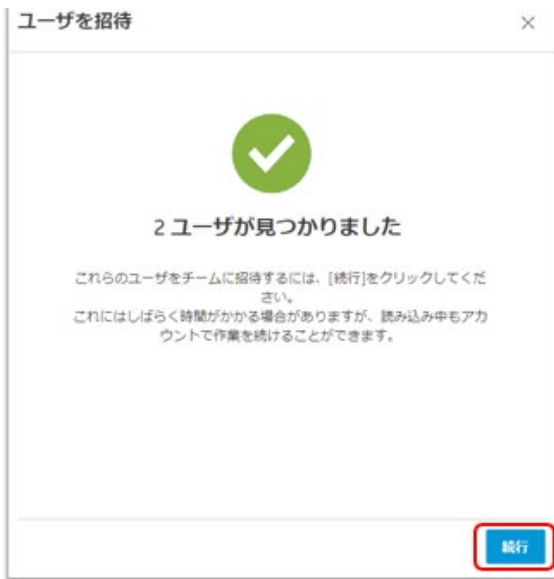 ユーザを招待
2 ユーザが見つかりました
これらのユーザをチームに招待するには、[続行]をクリックしてくだ
さい。
これにはしばらく時間がかかる場合がありますが、読み込み中もアカ
ウントで作業を続けることができます。
続行